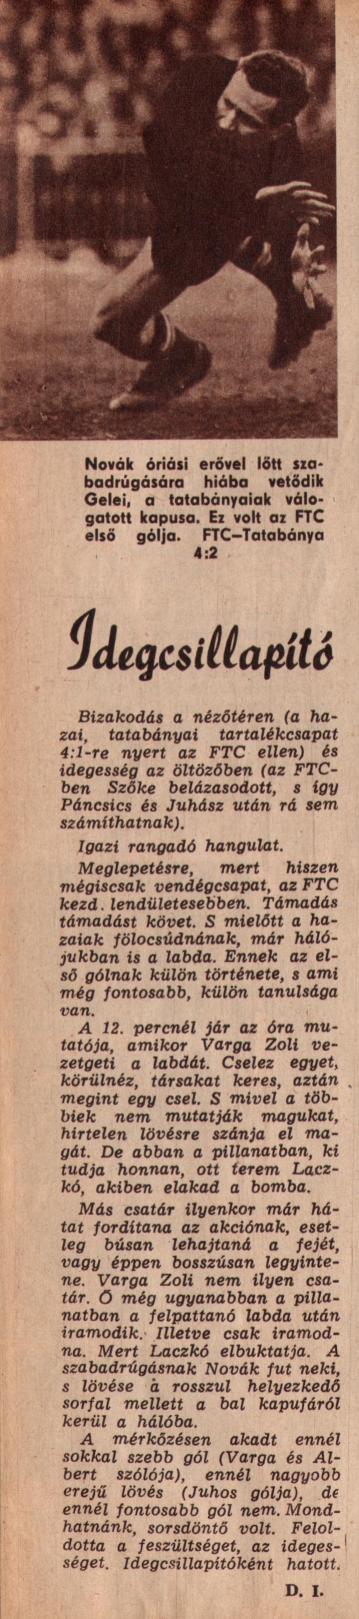 Novák óriási erővel lőtt sza-
badrúgására hiába vetődik
Gelei, a tatabányaiak válo-
gatott kapusa. Ez volt az FTC
első gólja. FTC–Tatabánya
4:2
Idegcsillapító
Bizakodás a nézőtéren (a ha-
zai, tatabányai tartalékcsapat
4:1-re nyert az FTC ellen) és
idegesség az öltözőben (az FTC-
ben Szőke belázasodott, s így
Páncsics és Juhász után rá sem
számíthatnak).
Igazi rangadó hangulat.
Meglepetésre, mert hiszen
mégiscsak vendégcsapat, az FTC
kezd lendületesebben. Támadás
támadást követ. S mielőtt a ha-
zaiak fölocsúdnának, már háló-
jukban is a labda. Ennek az el-
ső gólnak külön története, s ami
még fontosabb, külön tanulsága
van.
A 12. percnél jár az óra mu-
tatója, amikor Varga Zoli ve-
zetgeti a labdát. Cselez egyet,
körülnéz, társakat keres, aztán
megint egy csel. S mivel a töb-
biek nem mutatják magukat,
hirtelen lövésre szánja el ma-
gát. De abban a pillanatban, ki
tudja honnan, ott terem Lacz-
kó, akiben elakad a bomba.
Más csatár ilyenkor már há-
tat fordítana az akciónak, eset-
leg búsan lehajtaná a fejét,
vagy éppen bosszúsan legyinte-
ne. Varga Zoli nem ilyen csa-
tár. Ő még ugyanabban a pilla-
natban a felpattanó labda után
iramodik. Illetve csak iramod-
na. Mert Laczkó elbuktatja. A
szabadrúgásnak Novák fut neki,
s lövése a rosszul helyezkedő
sorfal mellett a bal kapufáról
kerül a hálóba.
A mérkőzésen akadt ennél
sokkal szebb gól (Varga és Al-
bert szólója), ennél nagyobb
erejű lövés (Juhos gólja), de
ennél fontosabb gól nem. Mond-
hatnánk, sorsdöntő volt. Felol-
dotta a feszültséget, az ideges-
séget. Idegcsillapítóként hatott.
D. I.